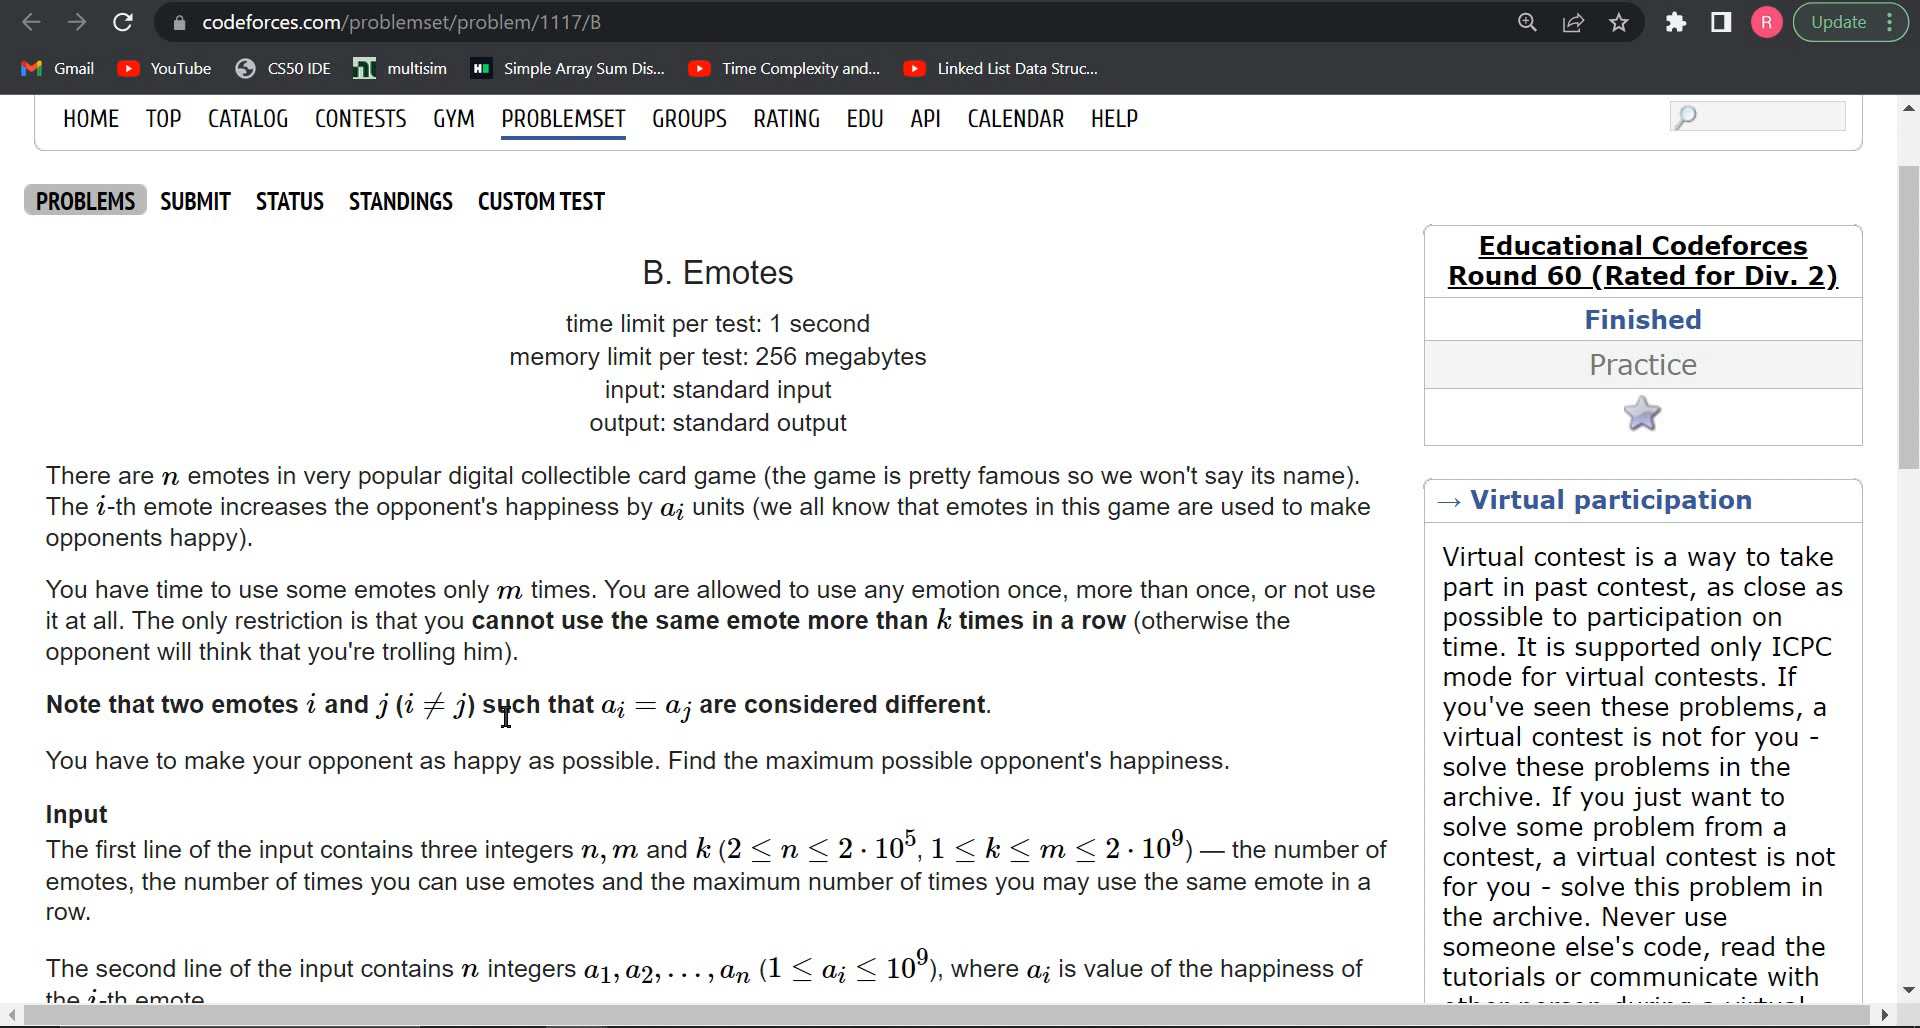 codeforces.com/problemset/problem/1117/B
R
Update
Gmail YouTube CS50 IDE multisim Simple Array Sum Dis... Time Complexity and... Linked List Data Struc...
HOME TOP CATALOG CONTESTS GYM PROBLEMSET GROUPS RATING EDU API CALENDAR HELP
PROBLEMS SUBMIT STATUS STANDINGS CUSTOM TEST
B. Emotes
time limit per test: 1 second
memory limit per test: 256 megabytes
input: standard input
output: standard output
There are n emotes in very popular digital collectible card game (the game is pretty famous so we won't say its name).
The i-th emote increases the opponent's happiness by aᵢ units (we all know that emotes in this game are used to make
opponents happy).
You have time to use some emotes only m times. You are allowed to use any emotion once, more than once, or not use
it at all. The only restriction is that you cannot use the same emote more than k times in a row (otherwise the
opponent will think that you're trolling him).
Note that two emotes i and j (i ≠ j) such that aᵢ = aⱼ are considered different.
You have to make your opponent as happy as possible. Find the maximum possible opponent's happiness.
Input
The first line of the input contains three integers n, m and k (2 ≤ n ≤ 2 · 10⁵, 1 ≤ k ≤ m ≤ 2 · 10⁹) — the number of
emotes, the number of times you can use emotes and the maximum number of times you may use the same emote in a
row.
The second line of the input contains n integers a₁, a₂, . . . , aₙ (1 ≤ aᵢ ≤ 10⁹), where aᵢ is value of the happiness of
the i-th emote
Educational Codeforces
Round 60 (Rated for Div. 2)
Finished
Practice
→ Virtual participation
Virtual contest is a way to take
part in past contest, as close as
possible to participation on
time. It is supported only ICPC
mode for virtual contests. If
you've seen these problems, a
virtual contest is not for you -
solve these problems in the
archive. If you just want to
solve some problem from a
contest, a virtual contest is not
for you - solve this problem in
the archive. Never use
someone else's code, read the
tutorials or communicate with